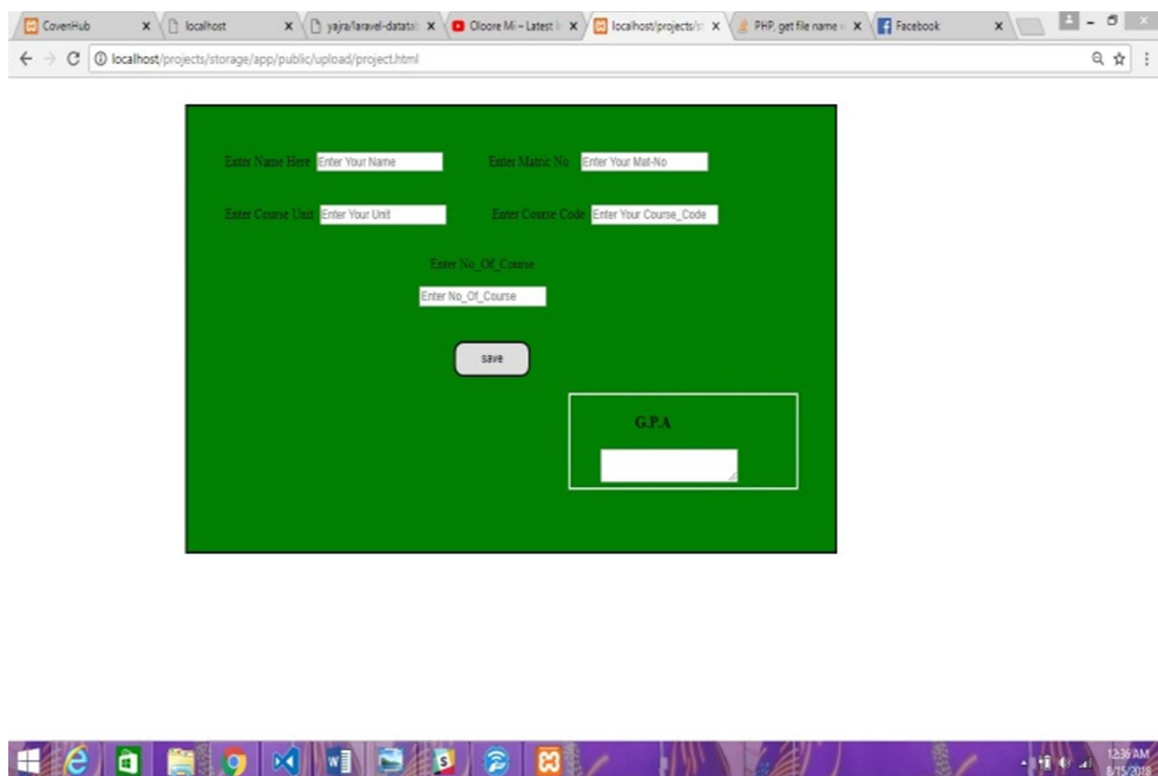 CovenHub localhost yajra/laravel-datatab Oloore Mi – Latest localhost/projects/st PHP, get file name Facebook
localhost/projects/storage/app/public/upload/project.html
Enter Name Here Enter Your Name Enter Matric No Enter Your Mat-No
Enter Course Unit Enter Your Unit Enter Course Code Enter Your Course_Code
Enter No_Of_Course
Enter No_Of_Course
save
G.P.A
12:36 AM
8/15/2018